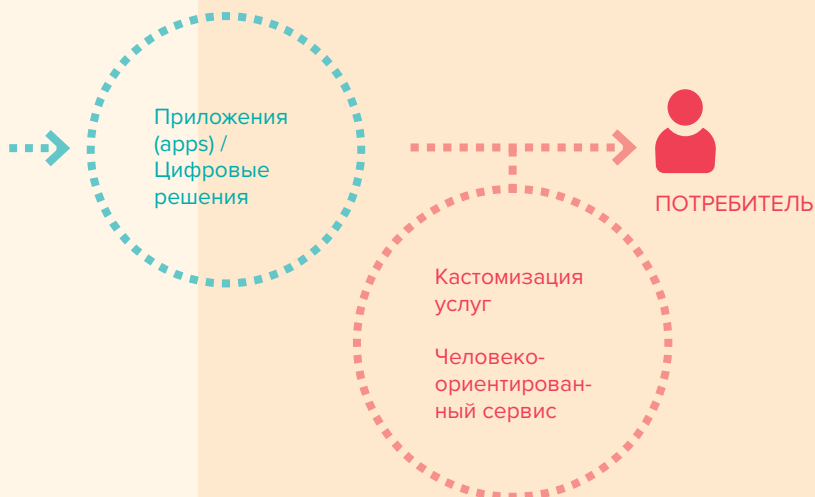 Приложения
(apps) /
Цифровые
решения
ПОТРЕБИТЕЛЬ
Кастомизация
услуг
Человеко-
ориентирован-
ный сервис